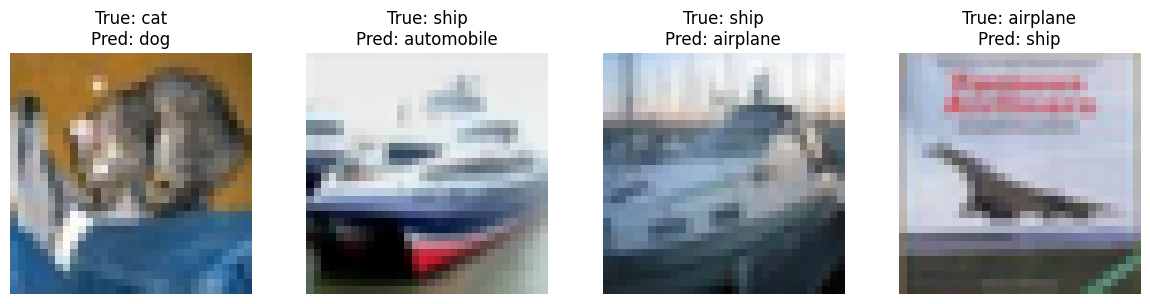 True: cat
Pred: dog
True: ship
Pred: automobile
True: ship
Pred: airplane
True: airplane
Pred: ship